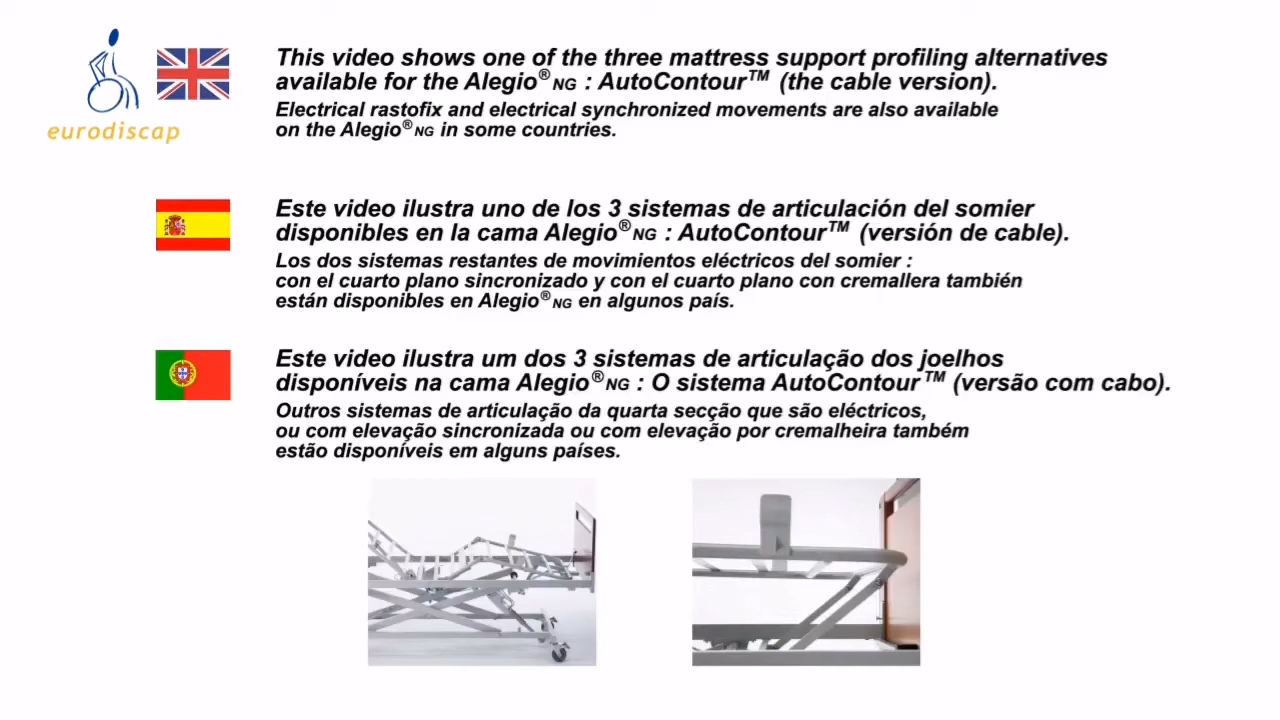 eurodiscap
This video shows one of the three mattress support profiling alternatives
available for the Alegio®NG : AutoContour™ (the cable version).
Electrical rastofix and electrical synchronized movements are also available
on the Alegio®NG in some countries.
Este video ilustra uno de los 3 sistemas de articulación del somier
disponibles en la cama Alegio®NG : AutoContour™ (versión de cable).
Los dos sistemas restantes de movimientos eléctricos del somier :
con el cuarto plano sincronizado y con el cuarto plano con cremallera también
están disponibles en Alegio®NG en algunos país.
Este video ilustra um dos 3 sistemas de articulação dos joelhos
disponíveis na cama Alegio®NG : O sistema AutoContour™ (versão com cabo).
Outros sistemas de articulação da quarta secção que são eléctricos,
ou com elevação sincronizada ou com elevação por cremalheira também
estão disponíveis em alguns países.